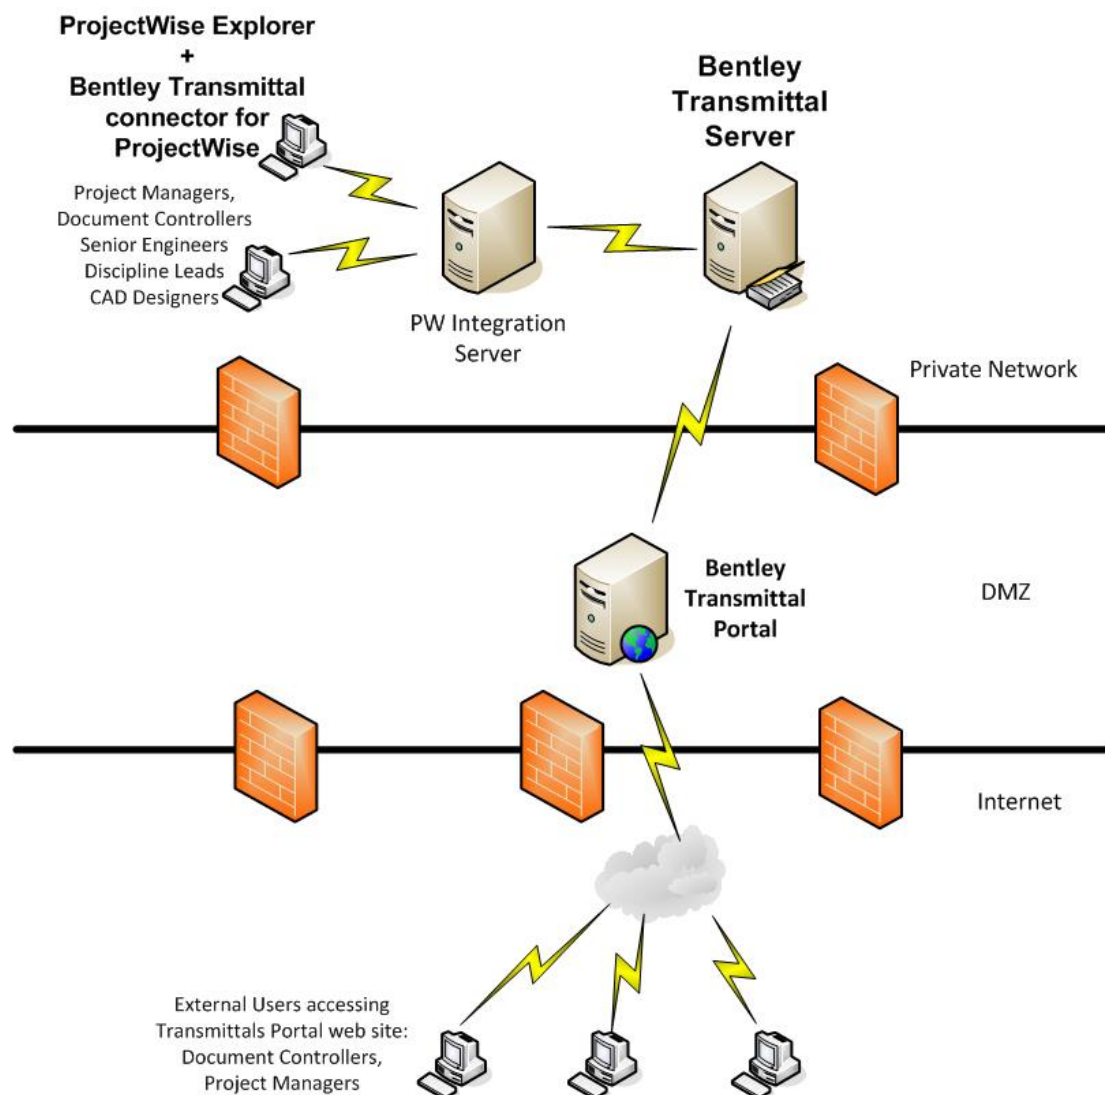 ProjectWise Explorer
+
Bentley Transmittal
connector for
ProjectWise
Project Managers,
Document Controllers
Senior Engineers
Discipline Leads
CAD Designers
Bentley
Transmittal
Server
PW Integration
Server
Private Network
Bentley
Transmittal
Portal
DMZ
Internet
External Users accessing
Transmittals Portal web site:
Document Controllers,
Project Managers